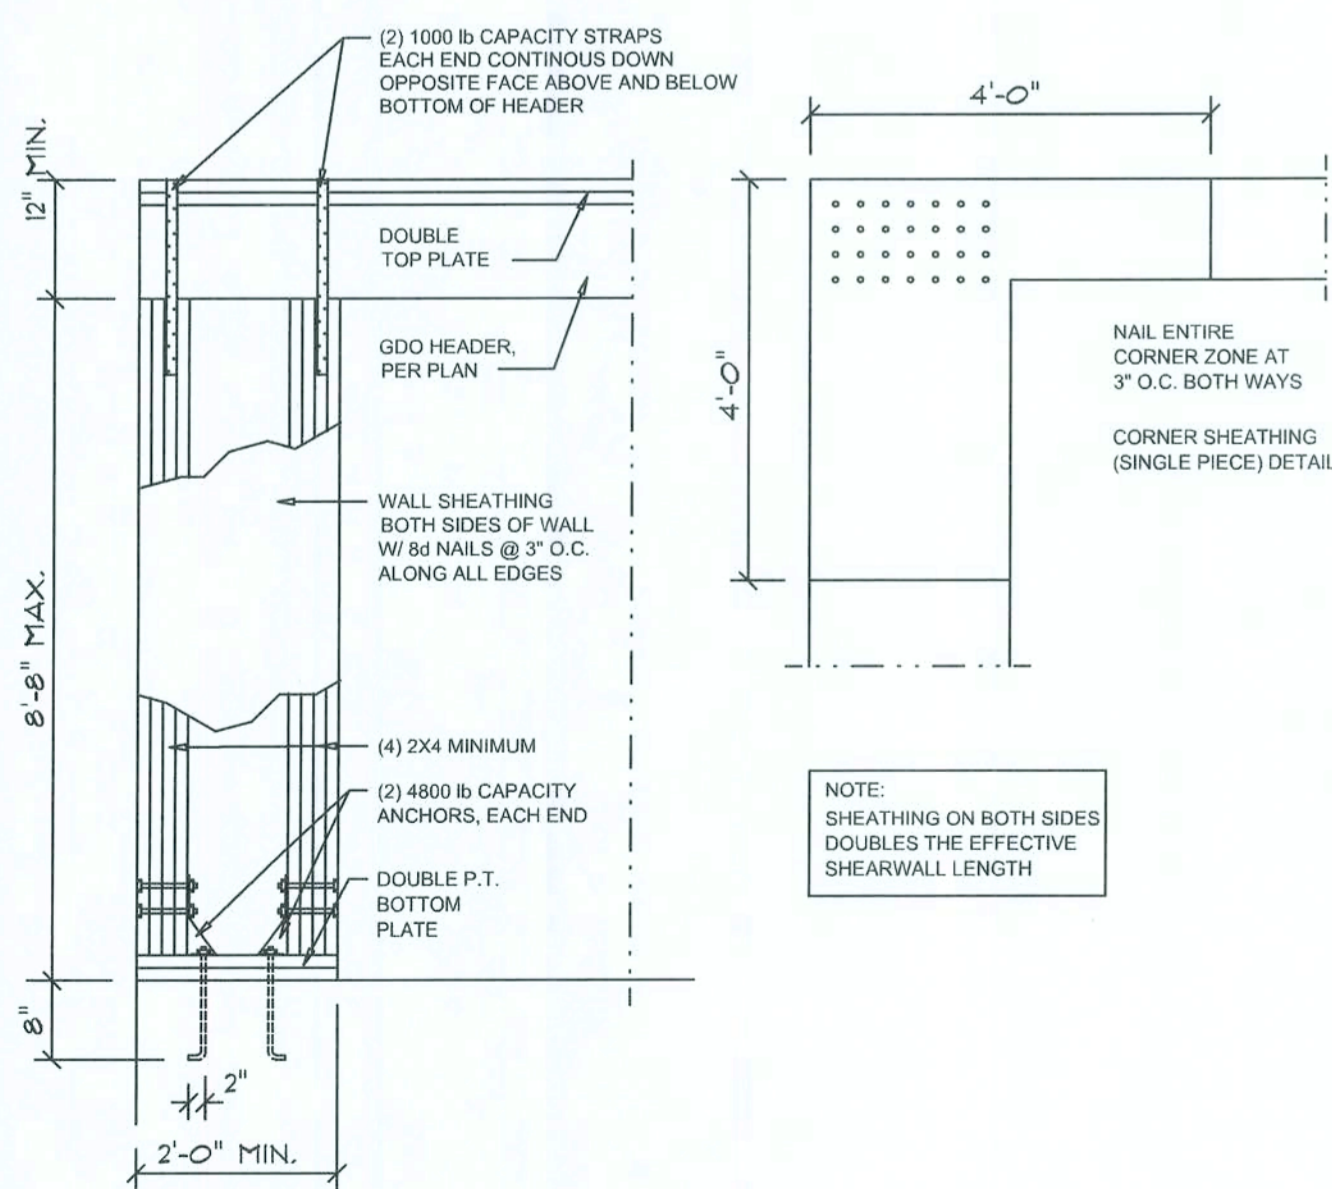 (2) 1000 lb CAPACITY STRAPS
EACH END CONTINOUS DOWN
OPPOSITE FACE ABOVE AND BELOW
BOTTOM OF HEADER
12" MIN.
DOUBLE
TOP PLATE
GDO HEADER,
PER PLAN
WALL SHEATHING
BOTH SIDES OF WALL
W/ 8d NAILS @ 3" O.C.
ALONG ALL EDGES
8'-8" MAX.
(4) 2X4 MINIMUM
(2) 4800 lb CAPACITY
ANCHORS, EACH END
DOUBLE P.T.
BOTTOM
PLATE
8"
2"
2'-0" MIN.
4'-0"
4'-0"
NAIL ENTIRE
CORNER ZONE AT
3" O.C. BOTH WAYS
CORNER SHEATHING
(SINGLE PIECE) DETAIL
NOTE:
SHEATHING ON BOTH SIDES
DOUBLES THE EFFECTIVE
SHEARWALL LENGTH